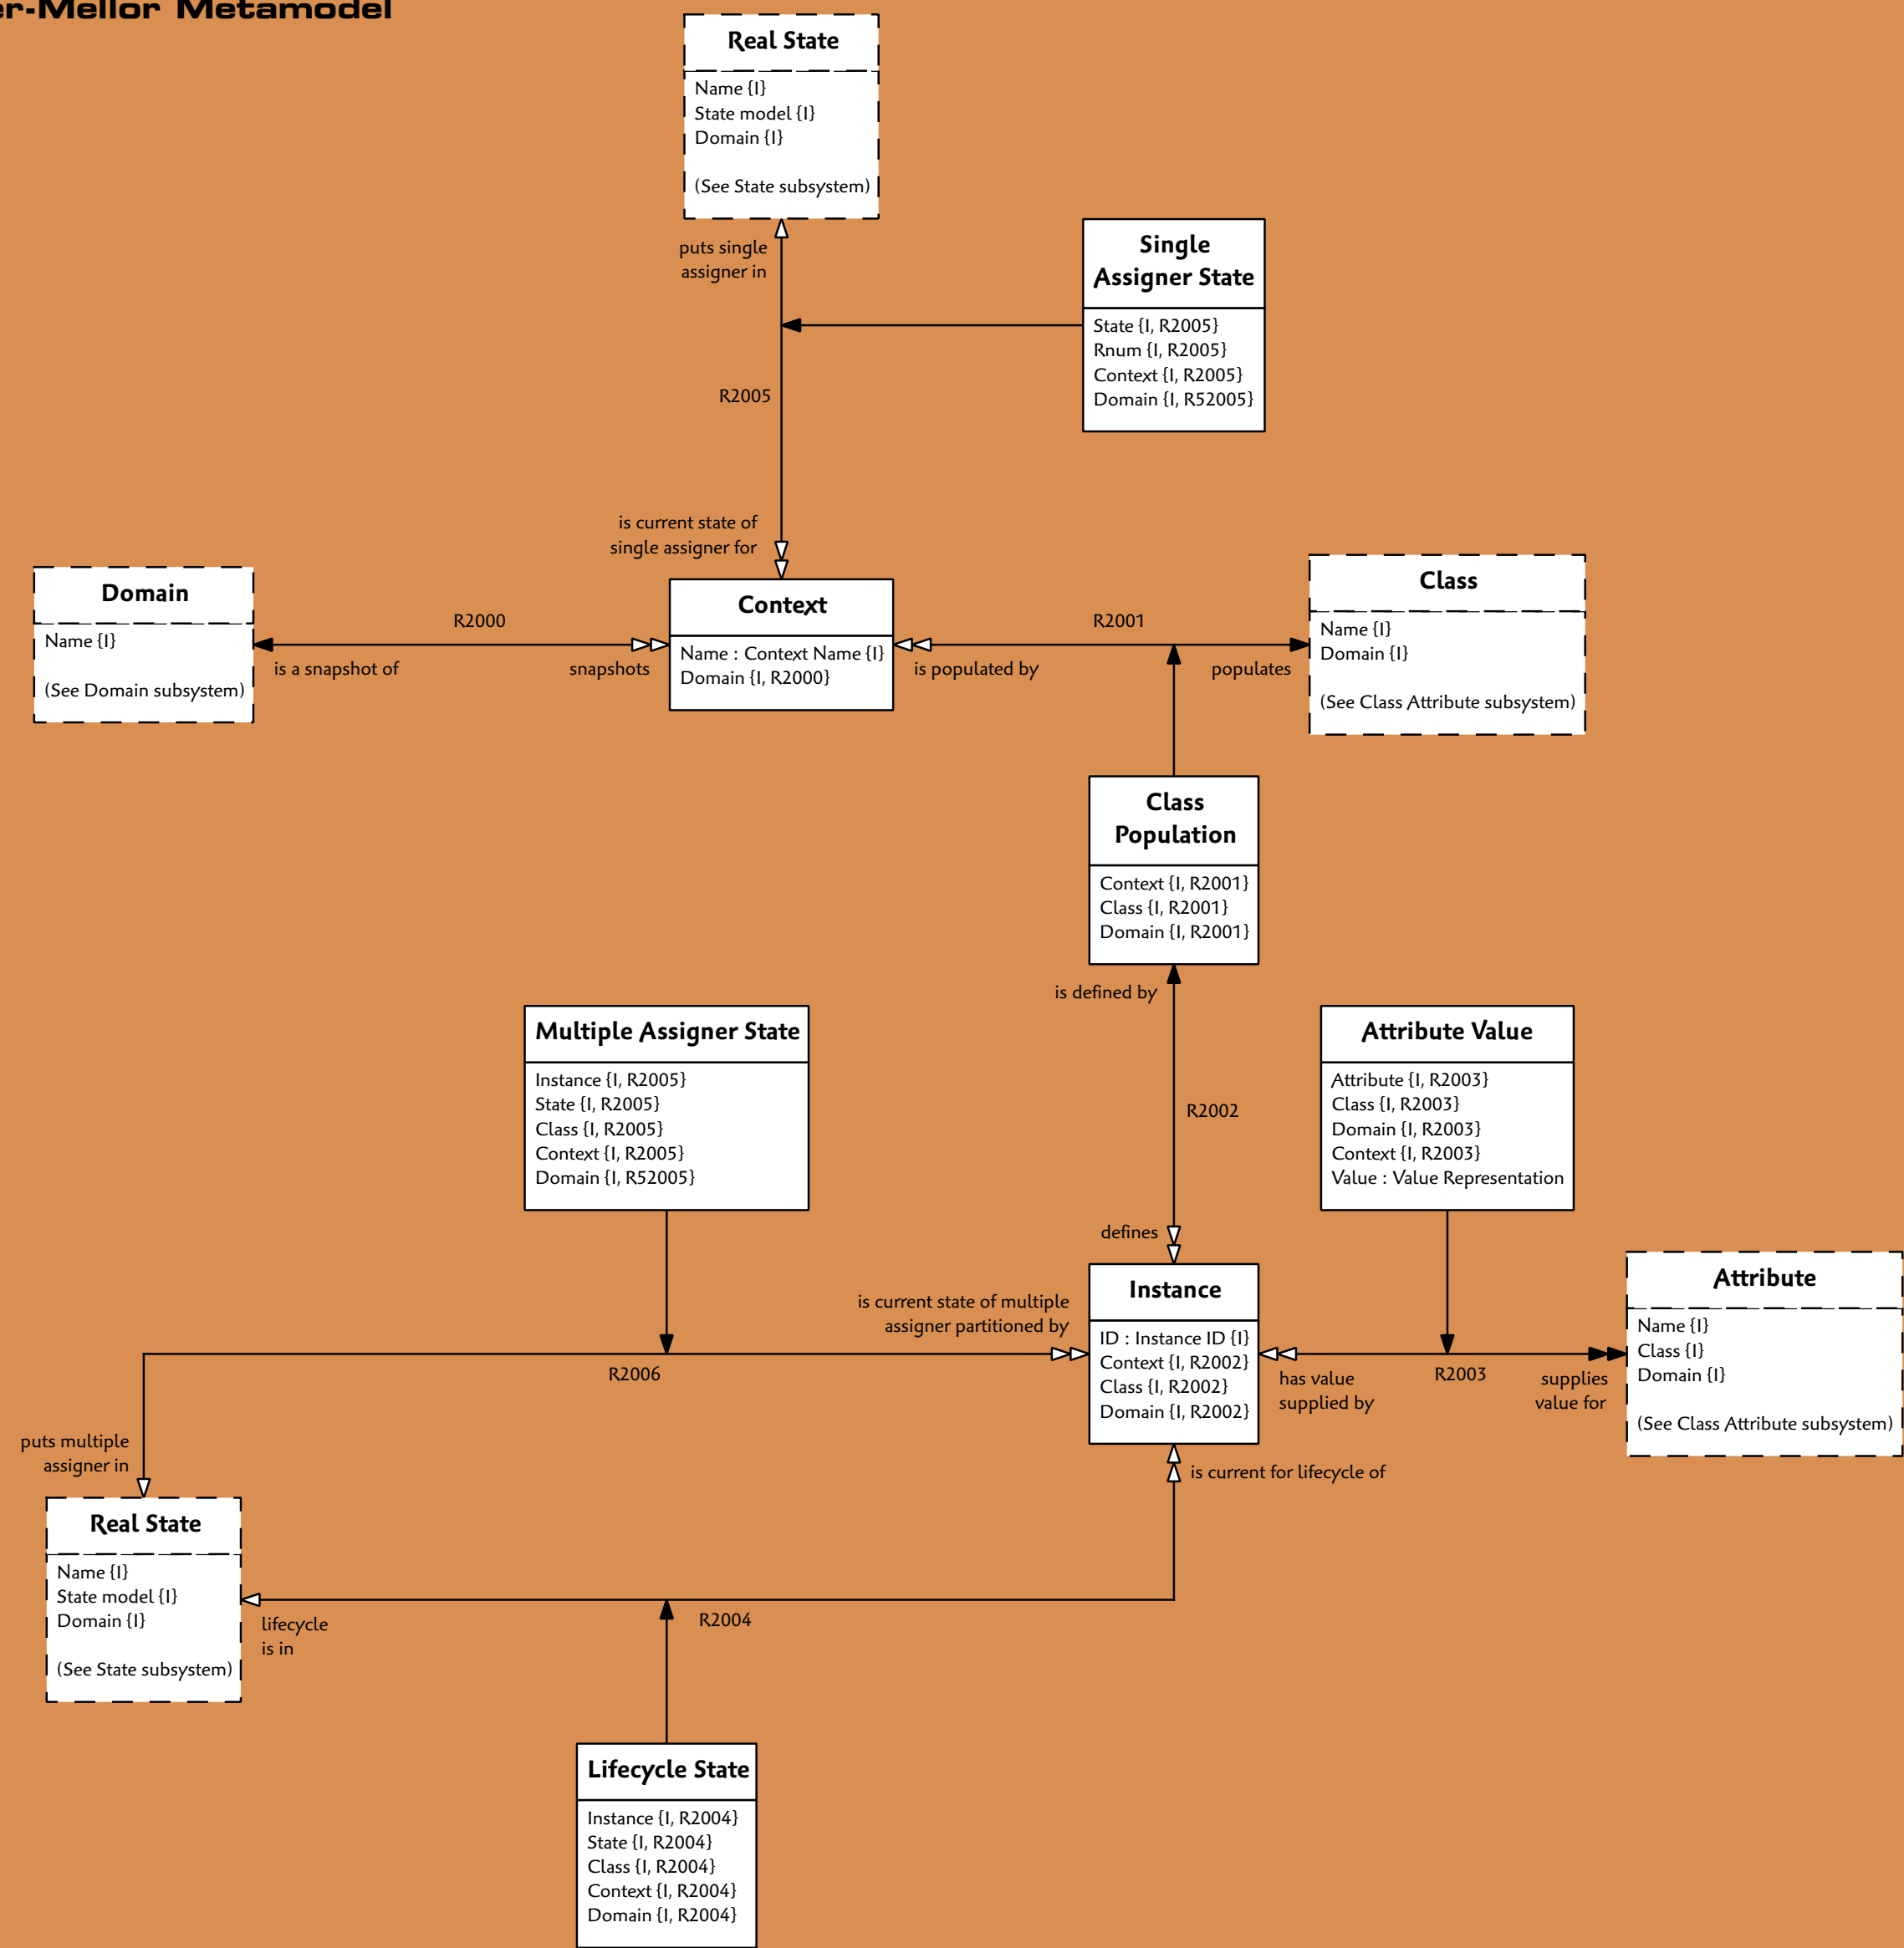 er-Mellor Metamodel
Real State
Name {I}
State model {I}
Domain {I}
(See State subsystem)
puts single
assigner in
Single
Assigner State
State {I, R2005}
Rnum {I, R2005}
Context {I, R2005}
Domain {I, R52005}
R2005
is current state of
single assigner for
Domain
Name {I}
(See Domain subsystem)
R2000
is a snapshot of
snapshots
Context
Name : Context Name {I}
Domain {I, R2000}
R2001
is populated by
populates
Class
Name {I}
Domain {I}
(See Class Attribute subsystem)
Class
Population
Context {I, R2001}
Class {I, R2001}
Domain {I, R2001}
is defined by
R2002
defines
Multiple Assigner State
Instance {I, R2005}
State {I, R2005}
Class {I, R2005}
Context {I, R2005}
Domain {I, R52005}
Attribute Value
Attribute {I, R2003}
Class {I, R2003}
Domain {I, R2003}
Context {I, R2003}
Value : Value Representation
is current state of multiple
assigner partitioned by
R2006
Instance
ID : Instance ID {I}
Context {I, R2002}
Class {I, R2002}
Domain {I, R2002}
has value
supplied by
R2003
supplies
value for
Attribute
Name {I}
Class {I}
Domain {I}
(See Class Attribute subsystem)
puts multiple
assigner in
is current for lifecycle of
Real State
Name {I}
State model {I}
Domain {I}
(See State subsystem)
lifecycle
is in
R2004
Lifecycle State
Instance {I, R2004}
State {I, R2004}
Class {I, R2004}
Context {I, R2004}
Domain {I, R2004}